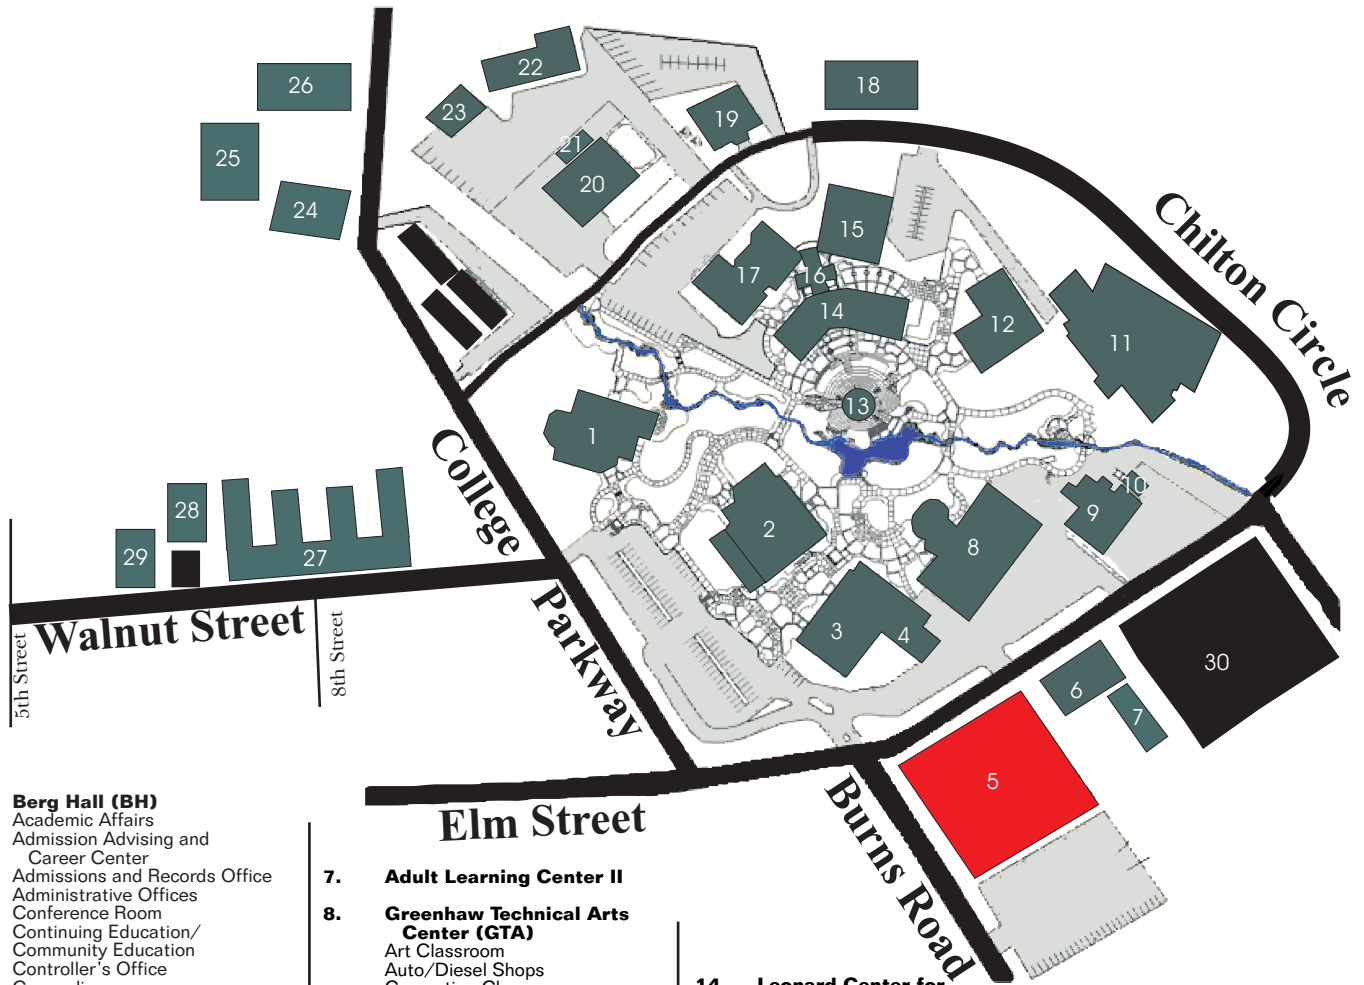 22
26
18
23
19
21
25
20
24
15
17
16
14
12
11
Chilton Circle
13
1
College
Parkway
10
9
28
2
8
29
27
3
4
Walnut Street
5th Street
8th Street
30
6
7
5
Elm Street
Burns Road
Berg Hall (BH)
Academic Affairs
Admission Advising and
Career Center
Admissions and Records Office
Administrative Offices
Conference Room
Continuing Education/
Community Education
Controller's Office
7. Adult Learning Center II
8. Greenhaw Technical Arts
Center (GTA)
Art Classroom
Auto/Diesel Shops
14. Leonard Center for